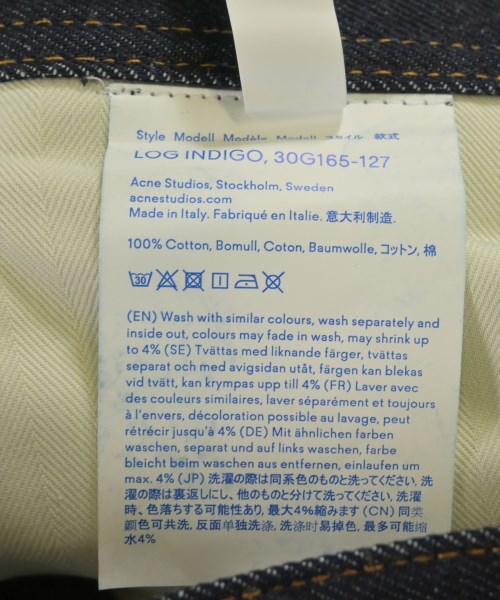 Style Modell Modèle Modell スタイル 款式
LOG INDIGO, 30G165-127
Acne Studios, Stockholm, Sweden
acnestudios.com
Made in Italy. Fabriqué en Italie. 意大利制造.
100% Cotton, Bomull, Coton, Baumwolle, コットン, 棉
30
(EN) Wash with similar colours, wash separately and
inside out, colours may fade in wash, may shrink up
to 4% (SE) Tvättas med liknande färger, tvättas
separat och med avigsidan utåt, färgen kan blekas
vid tvätt, kan krympas upp till 4% (FR) Laver avec
des couleurs similaires, laver séparément et toujours
à l'envers, décoloration possible au lavage, peut
rétrécir jusqu'à 4% (DE) Mit ähnlichen farben
waschen, separat und auf links waschen, farbe
bleicht beim waschen aus entfernen, einlaufen um
max. 4% (JP) 洗濯の際は同系色のものと洗ってください, 洗
濯の際は裏返しにし、他のものと分けて洗ってください, 洗濯
時、色落ちする可能性あり, 最大4%縮みます (CN) 同类
颜色可共洗, 反面单独洗涤, 洗涤时易掉色, 最多可能缩
水4%